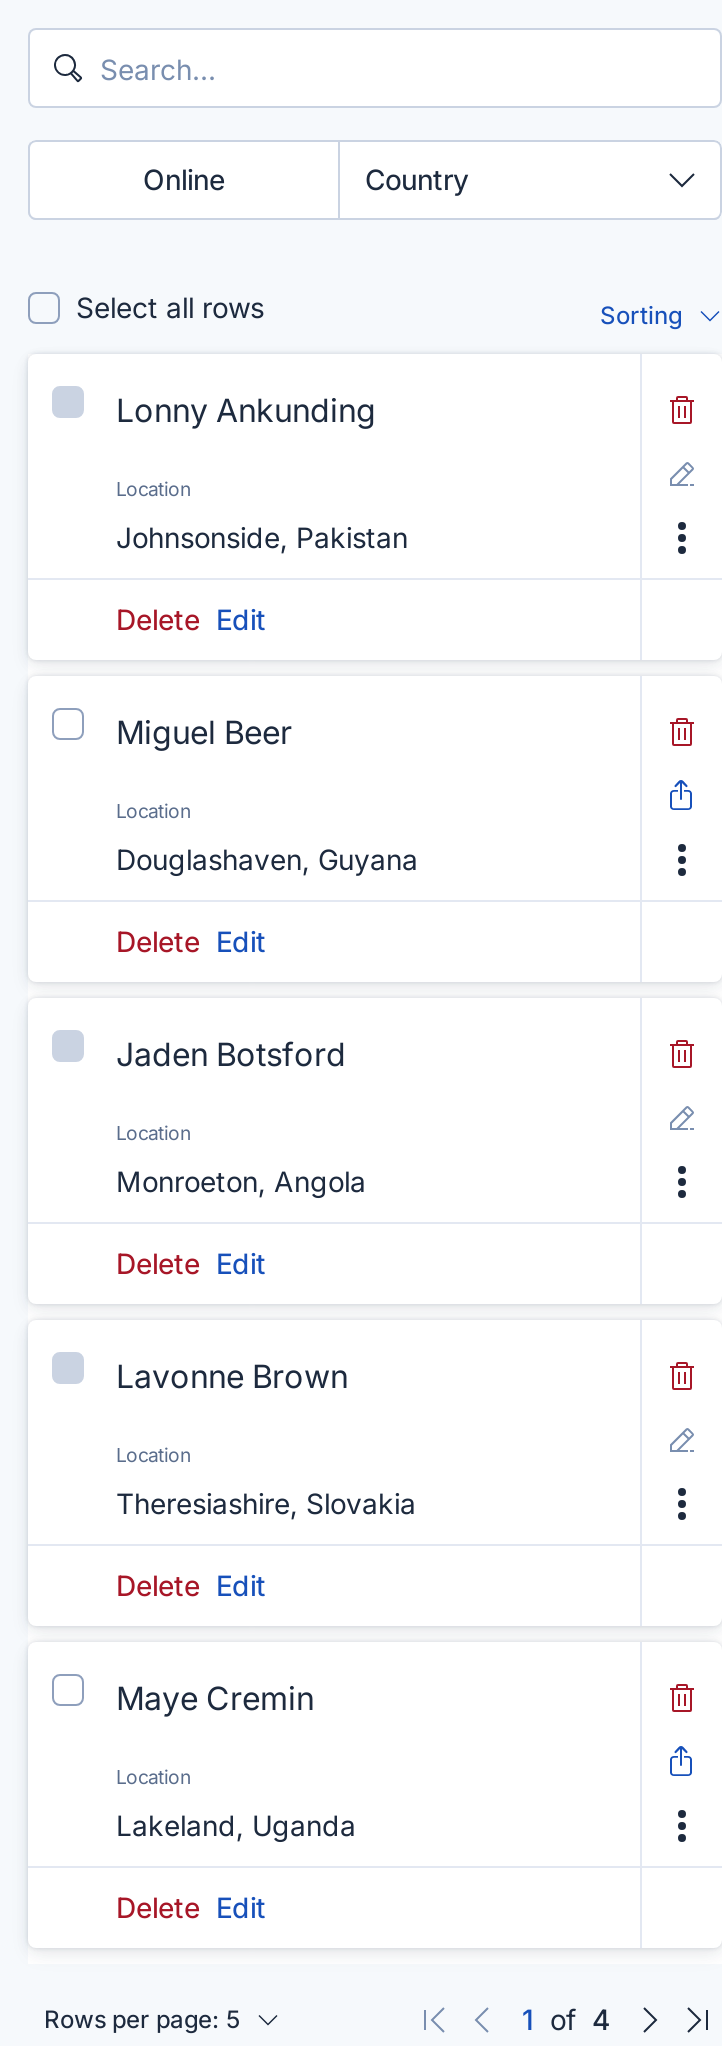 Search...
Online Country
Select all rows
Sorting
Lonny Ankunding
Location
Johnsonside, Pakistan
Delete Edit
Miguel Beer
Location
Douglashaven, Guyana
Delete Edit
Jaden Botsford
Location
Monroeton, Angola
Delete Edit
Lavonne Brown
Location
Theresiashire, Slovakia
Delete Edit
Maye Cremin
Location
Lakeland, Uganda
Delete Edit
Rows per page: 5 1 of 4